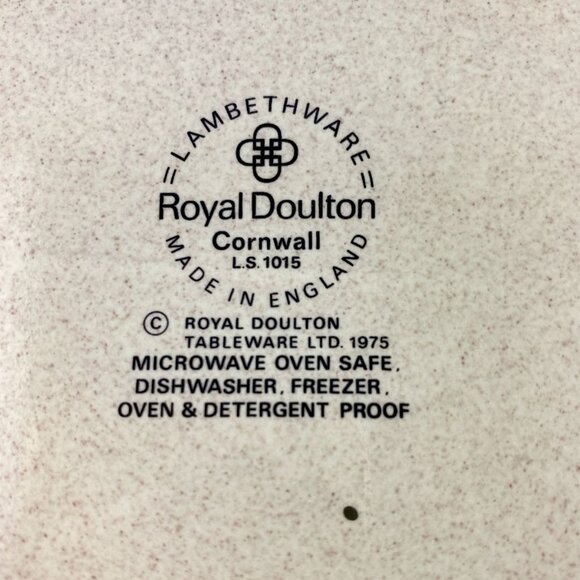 = LAMBETHWARE =
Royal Doulton
Cornwall
L.S. 1015
MADE IN ENGLAND
© ROYAL DOULTON
TABLEWARE LTD. 1975
MICROWAVE OVEN SAFE.
DISHWASHER, FREEZER,
OVEN & DETERGENT PROOF